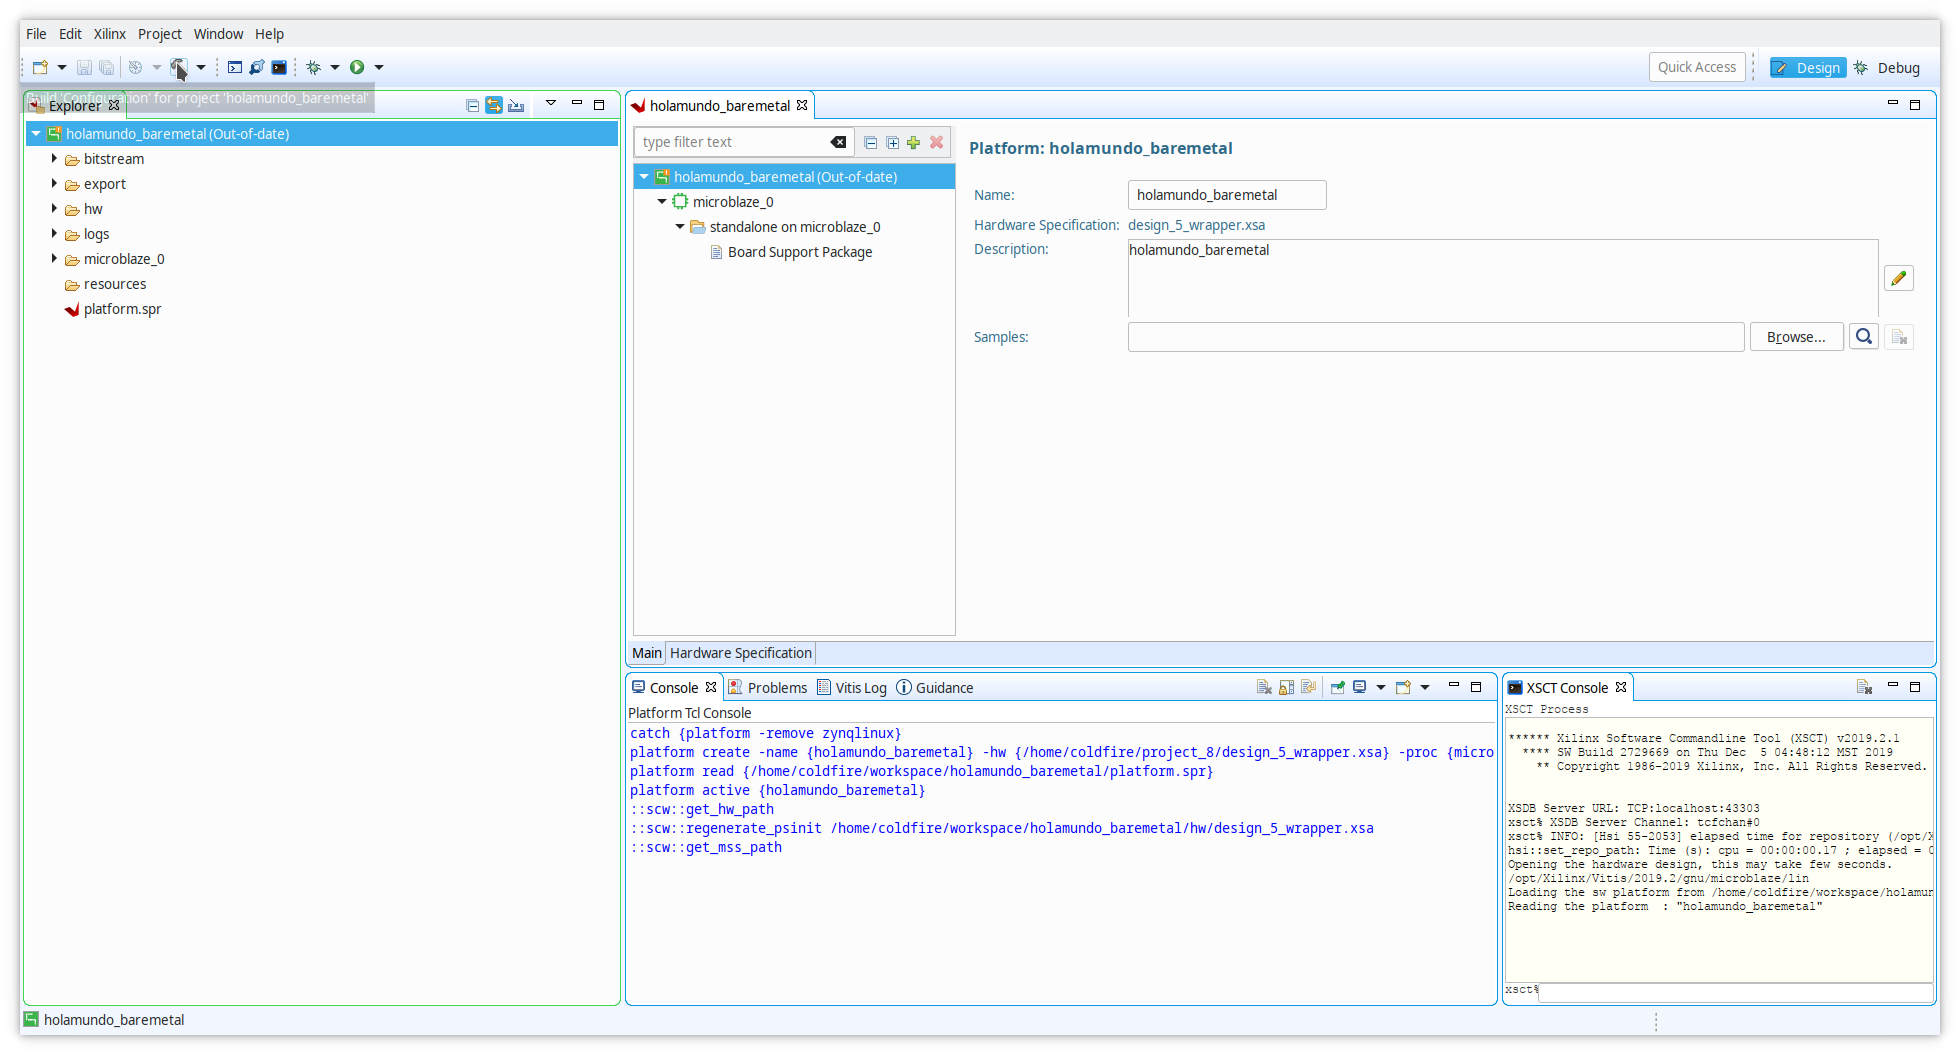 File Edit Xilinx Project Window Help
Quick Access
Design
Debug
Build 'Configuration' for project 'holamundo_baremetal'
Explorer
holamundo_baremetal (Out-of-date)
bitstream
export
hw
logs
microblaze_0
resources
platform.spr
holamundo_baremetal
type filter text
holamundo_baremetal (Out-of-date)
microblaze_0
standalone on microblaze_0
Board Support Package
Platform: holamundo_baremetal
Name: holamundo_baremetal
Hardware Specification: design_5_wrapper.xsa
Description: holamundo_baremetal
Samples: Browse...
Main Hardware Specification
Console Problems Vitis Log Guidance
Platform Tcl Console
catch {platform -remove zynqlinux}
platform create -name {holamundo_baremetal} -hw {/home/coldfire/project_8/design_5_wrapper.xsa} -proc {micro
platform read {/home/coldfire/workspace/holamundo_baremetal/platform.spr}
platform active {holamundo_baremetal}
::scw::get_hw_path
::scw::regenerate_psinit /home/coldfire/workspace/holamundo_baremetal/hw/design_5_wrapper.xsa
::scw::get_mss_path
XSCT Console
XSCT Process
****** Xilinx Software Commandline Tool (XSCT) v2019.2.1
**** SW Build 2729669 on Thu Dec  5 04:48:12 MST 2019
** Copyright 1986-2019 Xilinx, Inc. All Rights Reserved.
XSDB Server URL: TCP:localhost:43303
xsct% XSDB Server Channel: tcfchan#0
xsct% INFO: [Hsi 55-2053] elapsed time for repository (/opt/X
hsi::set_repo_path: Time (s): cpu = 00:00:00.17 ; elapsed = 0
Opening the hardware design, this may take few seconds.
/opt/Xilinx/Vitis/2019.2/gnu/microblaze/lin
Loading the sw platform from /home/coldfire/workspace/holamun
Reading the platform  : "holamundo_baremetal"
xsct%
holamundo_baremetal